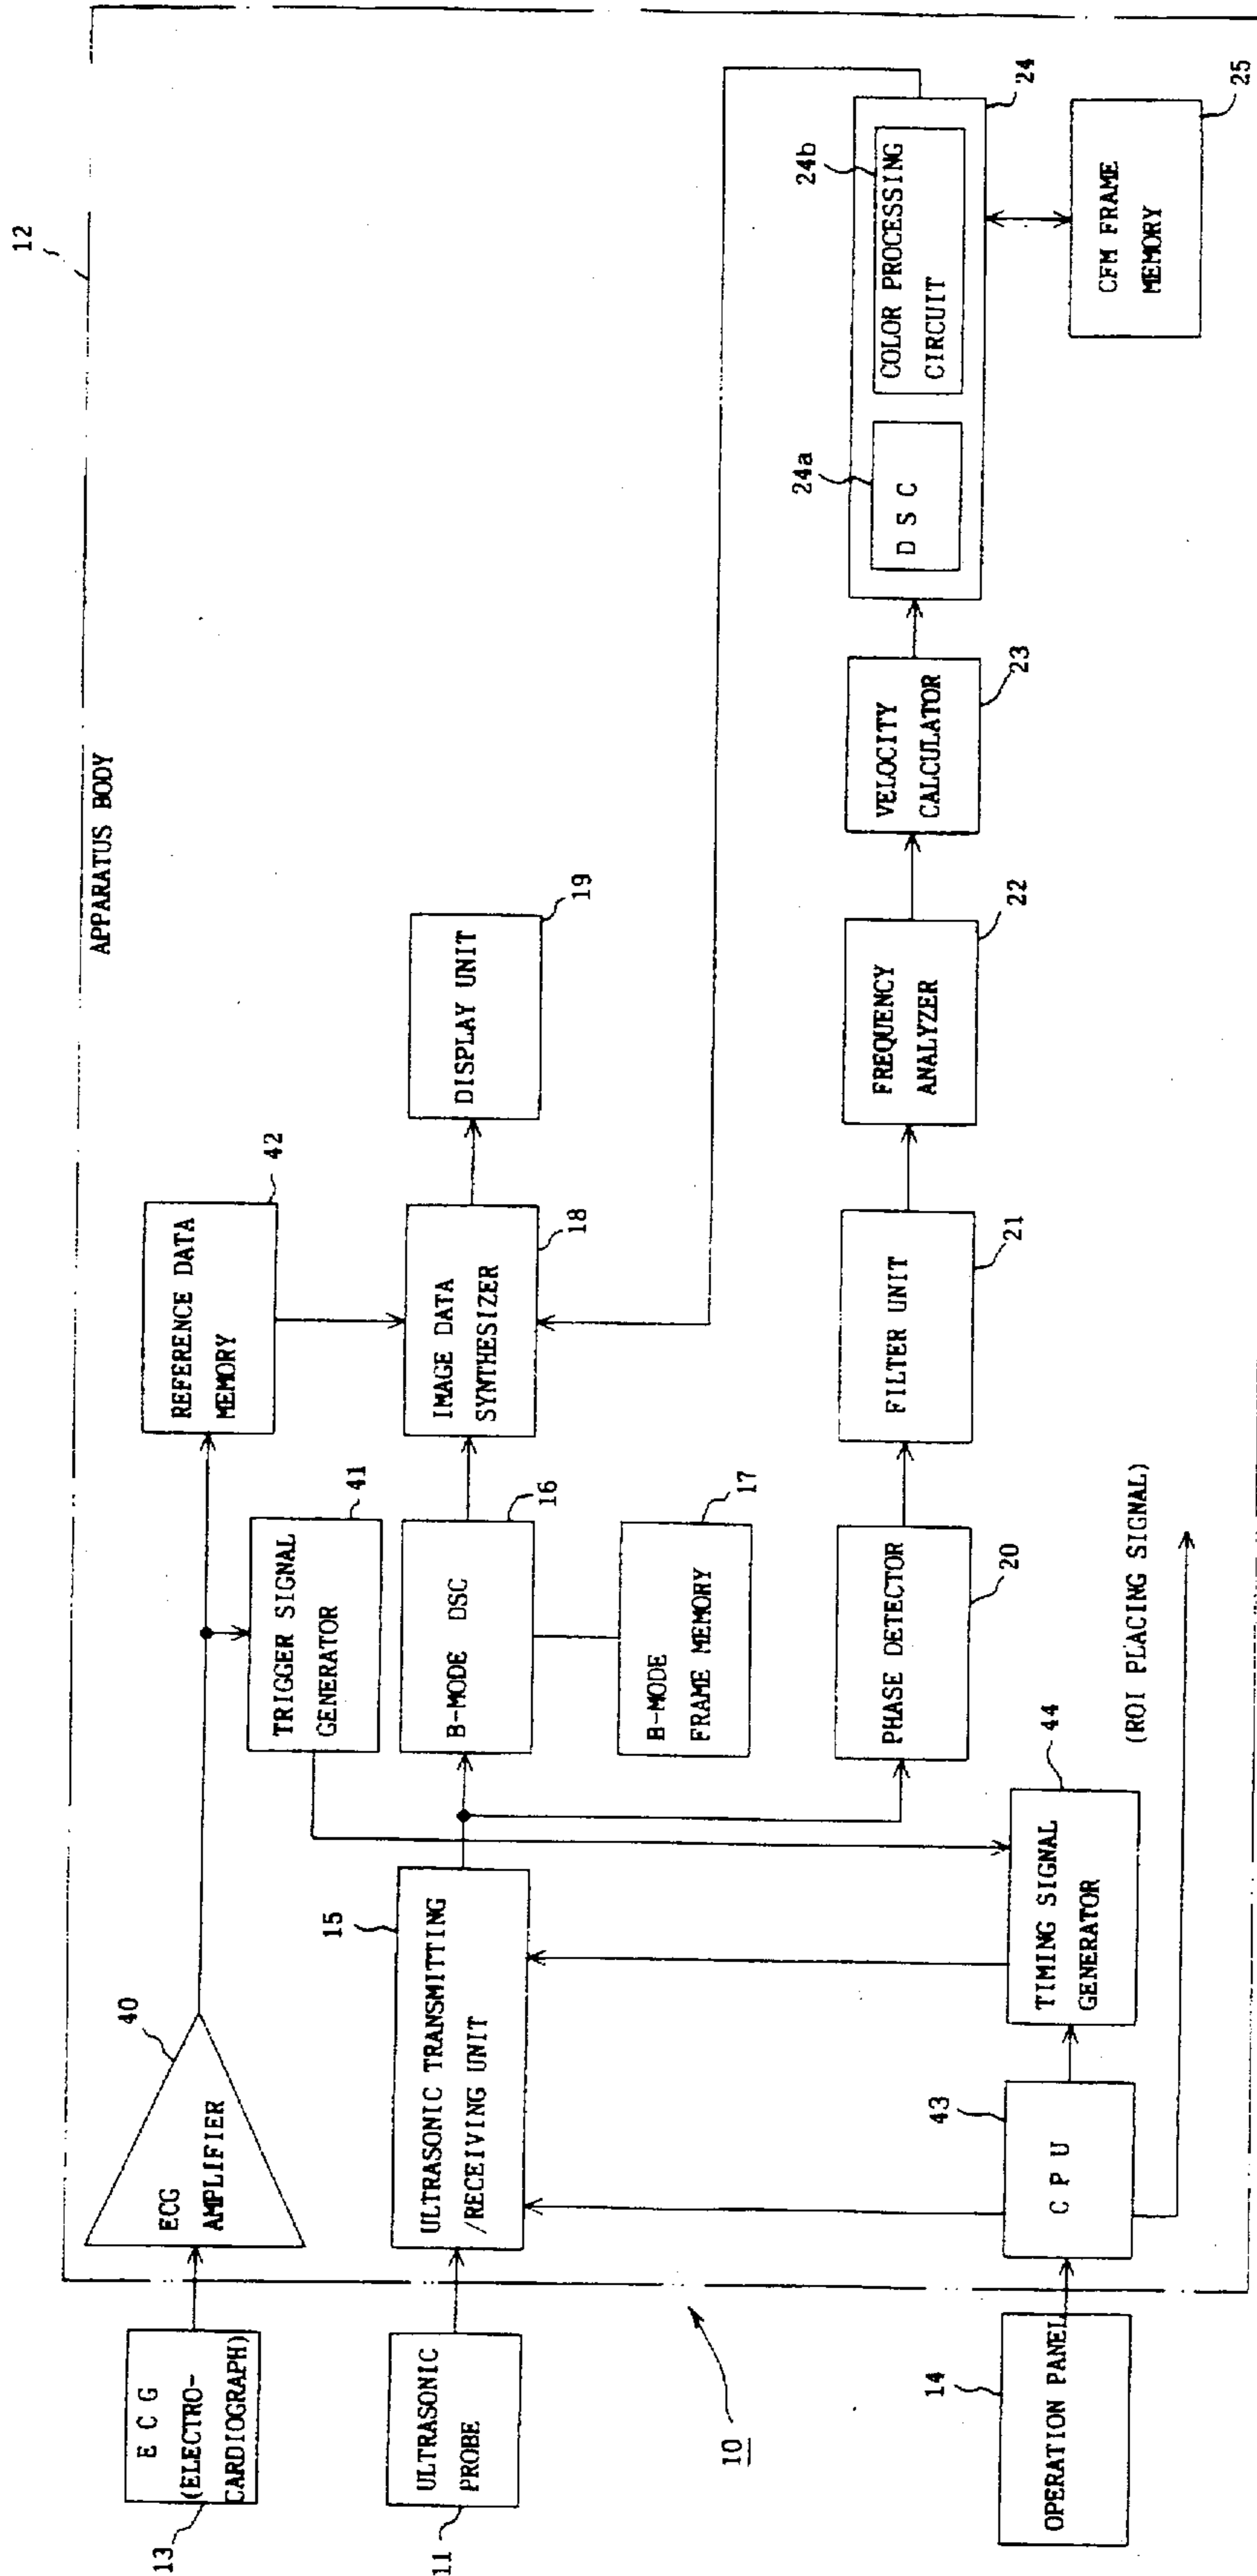 12
APPARATUS BODY
13
E C G
(ELECTRO-
CARDIOGRAPH)
40
ECG
AMPLIFIER
42
REFERENCE DATA
MEMORY
41
TRIGGER SIGNAL
GENERATOR
11
ULTRASONIC
PROBE
15
ULTRASONIC TRANSMITTING
/RECEIVING UNIT
16
B-MODE DSC
17
B-MODE
FRAME MEMORY
18
IMAGE DATA
SYNTHESIZER
19
DISPLAY UNIT
10
14
OPERATION PANEL
43
C P U
44
TIMING SIGNAL
GENERATOR
(ROI PLACING SIGNAL)
20
PHASE DETECTOR
21
FILTER UNIT
22
FREQUENCY
ANALYZER
23
VELOCITY
CALCULATOR
24
24a
D S C
24b
COLOR PROCESSING
CIRCUIT
25
CFM FRAME
MEMORY